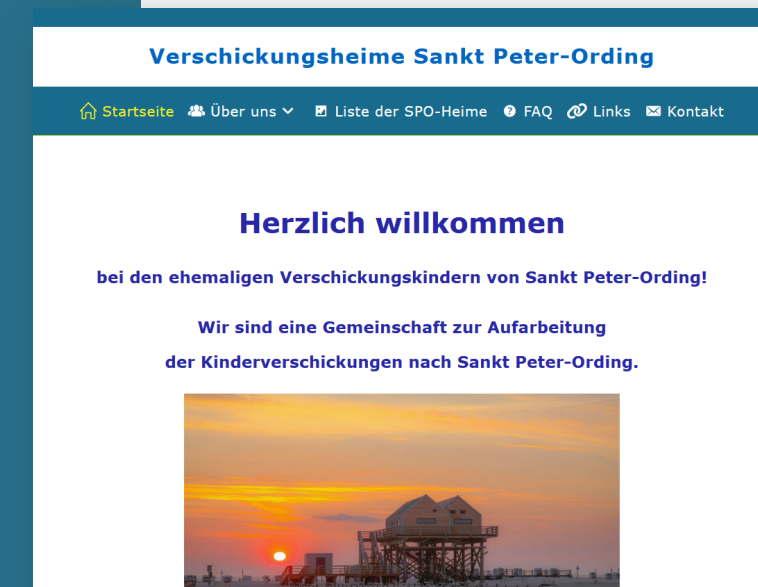 Verschickungsheime Sankt Peter-Ording
Startseite Über uns Liste der SPO-Heime FAQ Links Kontakt
Herzlich willkommen
bei den ehemaligen Verschickungskindern von Sankt Peter-Ording!
Wir sind eine Gemeinschaft zur Aufarbeitung
der Kinderverschickungen nach Sankt Peter-Ording.